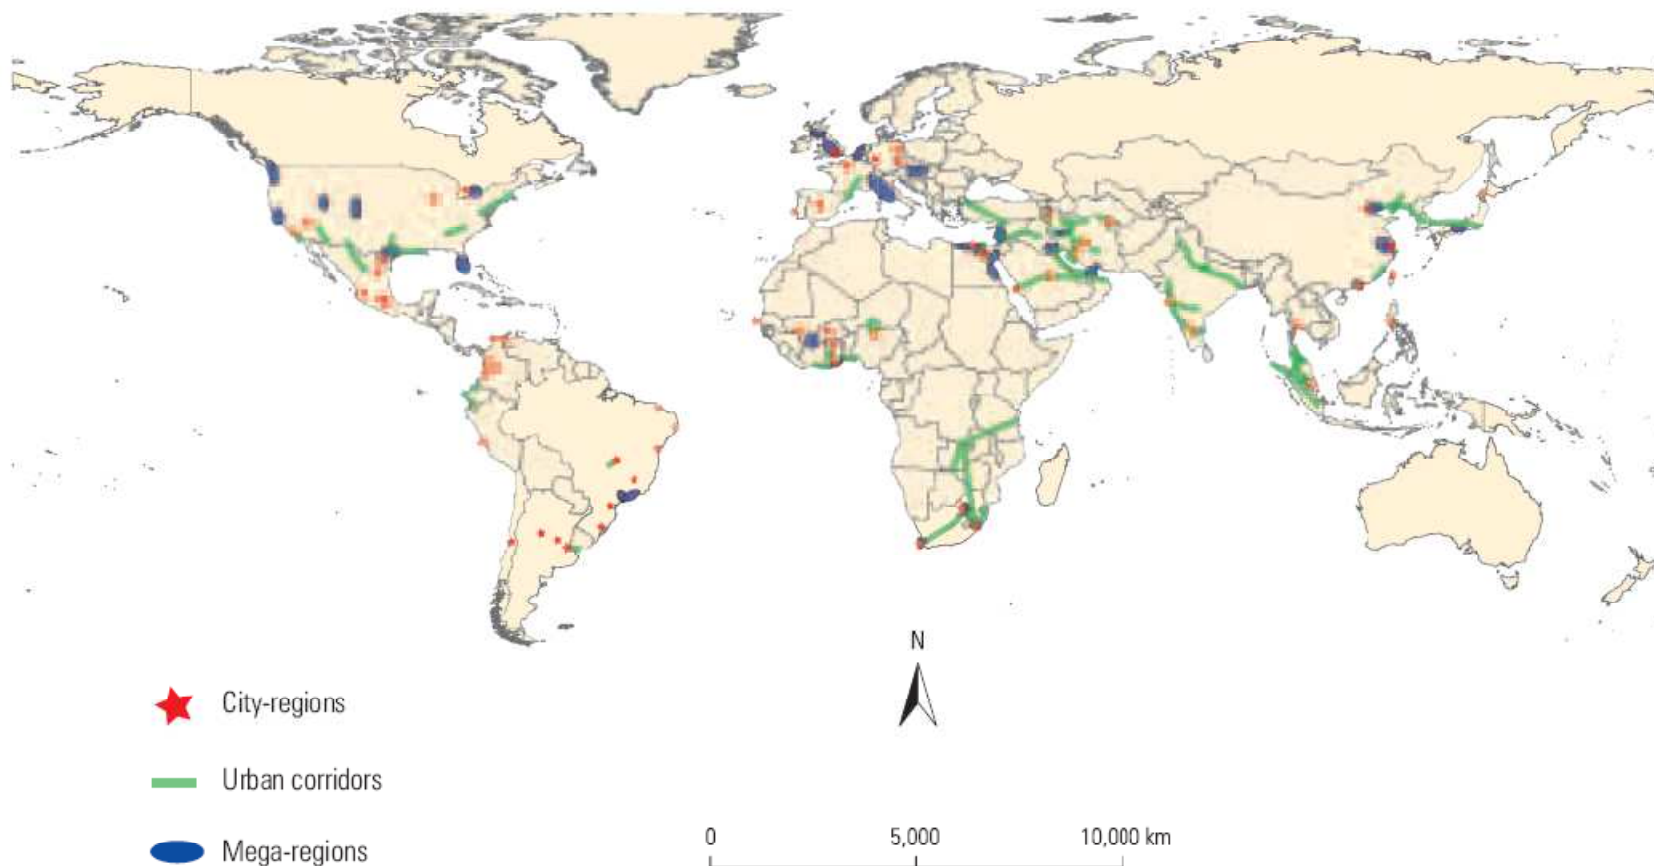 N
City-regions
Urban corridors
Mega-regions
0 5,000 10,000 km